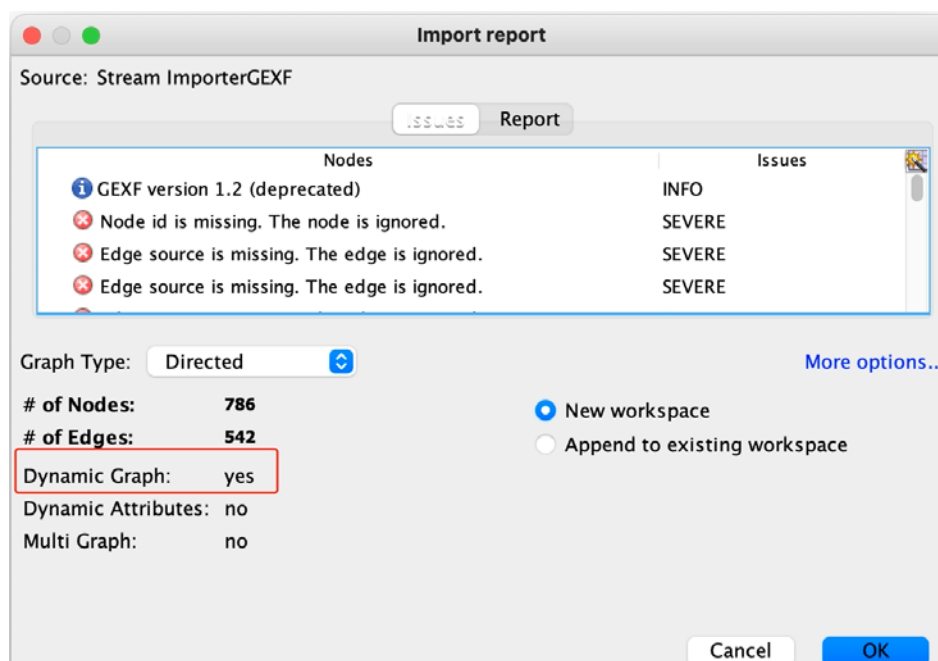 Import report
Source: Stream ImporterGEXF
Issues Report
Nodes Issues
GEXF version 1.2 (deprecated) INFO
Node id is missing. The node is ignored. SEVERE
Edge source is missing. The edge is ignored. SEVERE
Edge source is missing. The edge is ignored. SEVERE
Graph Type: Directed More options..
# of Nodes: 786 New workspace
# of Edges: 542 Append to existing workspace
Dynamic Graph: yes
Dynamic Attributes: no
Multi Graph: no
Cancel OK